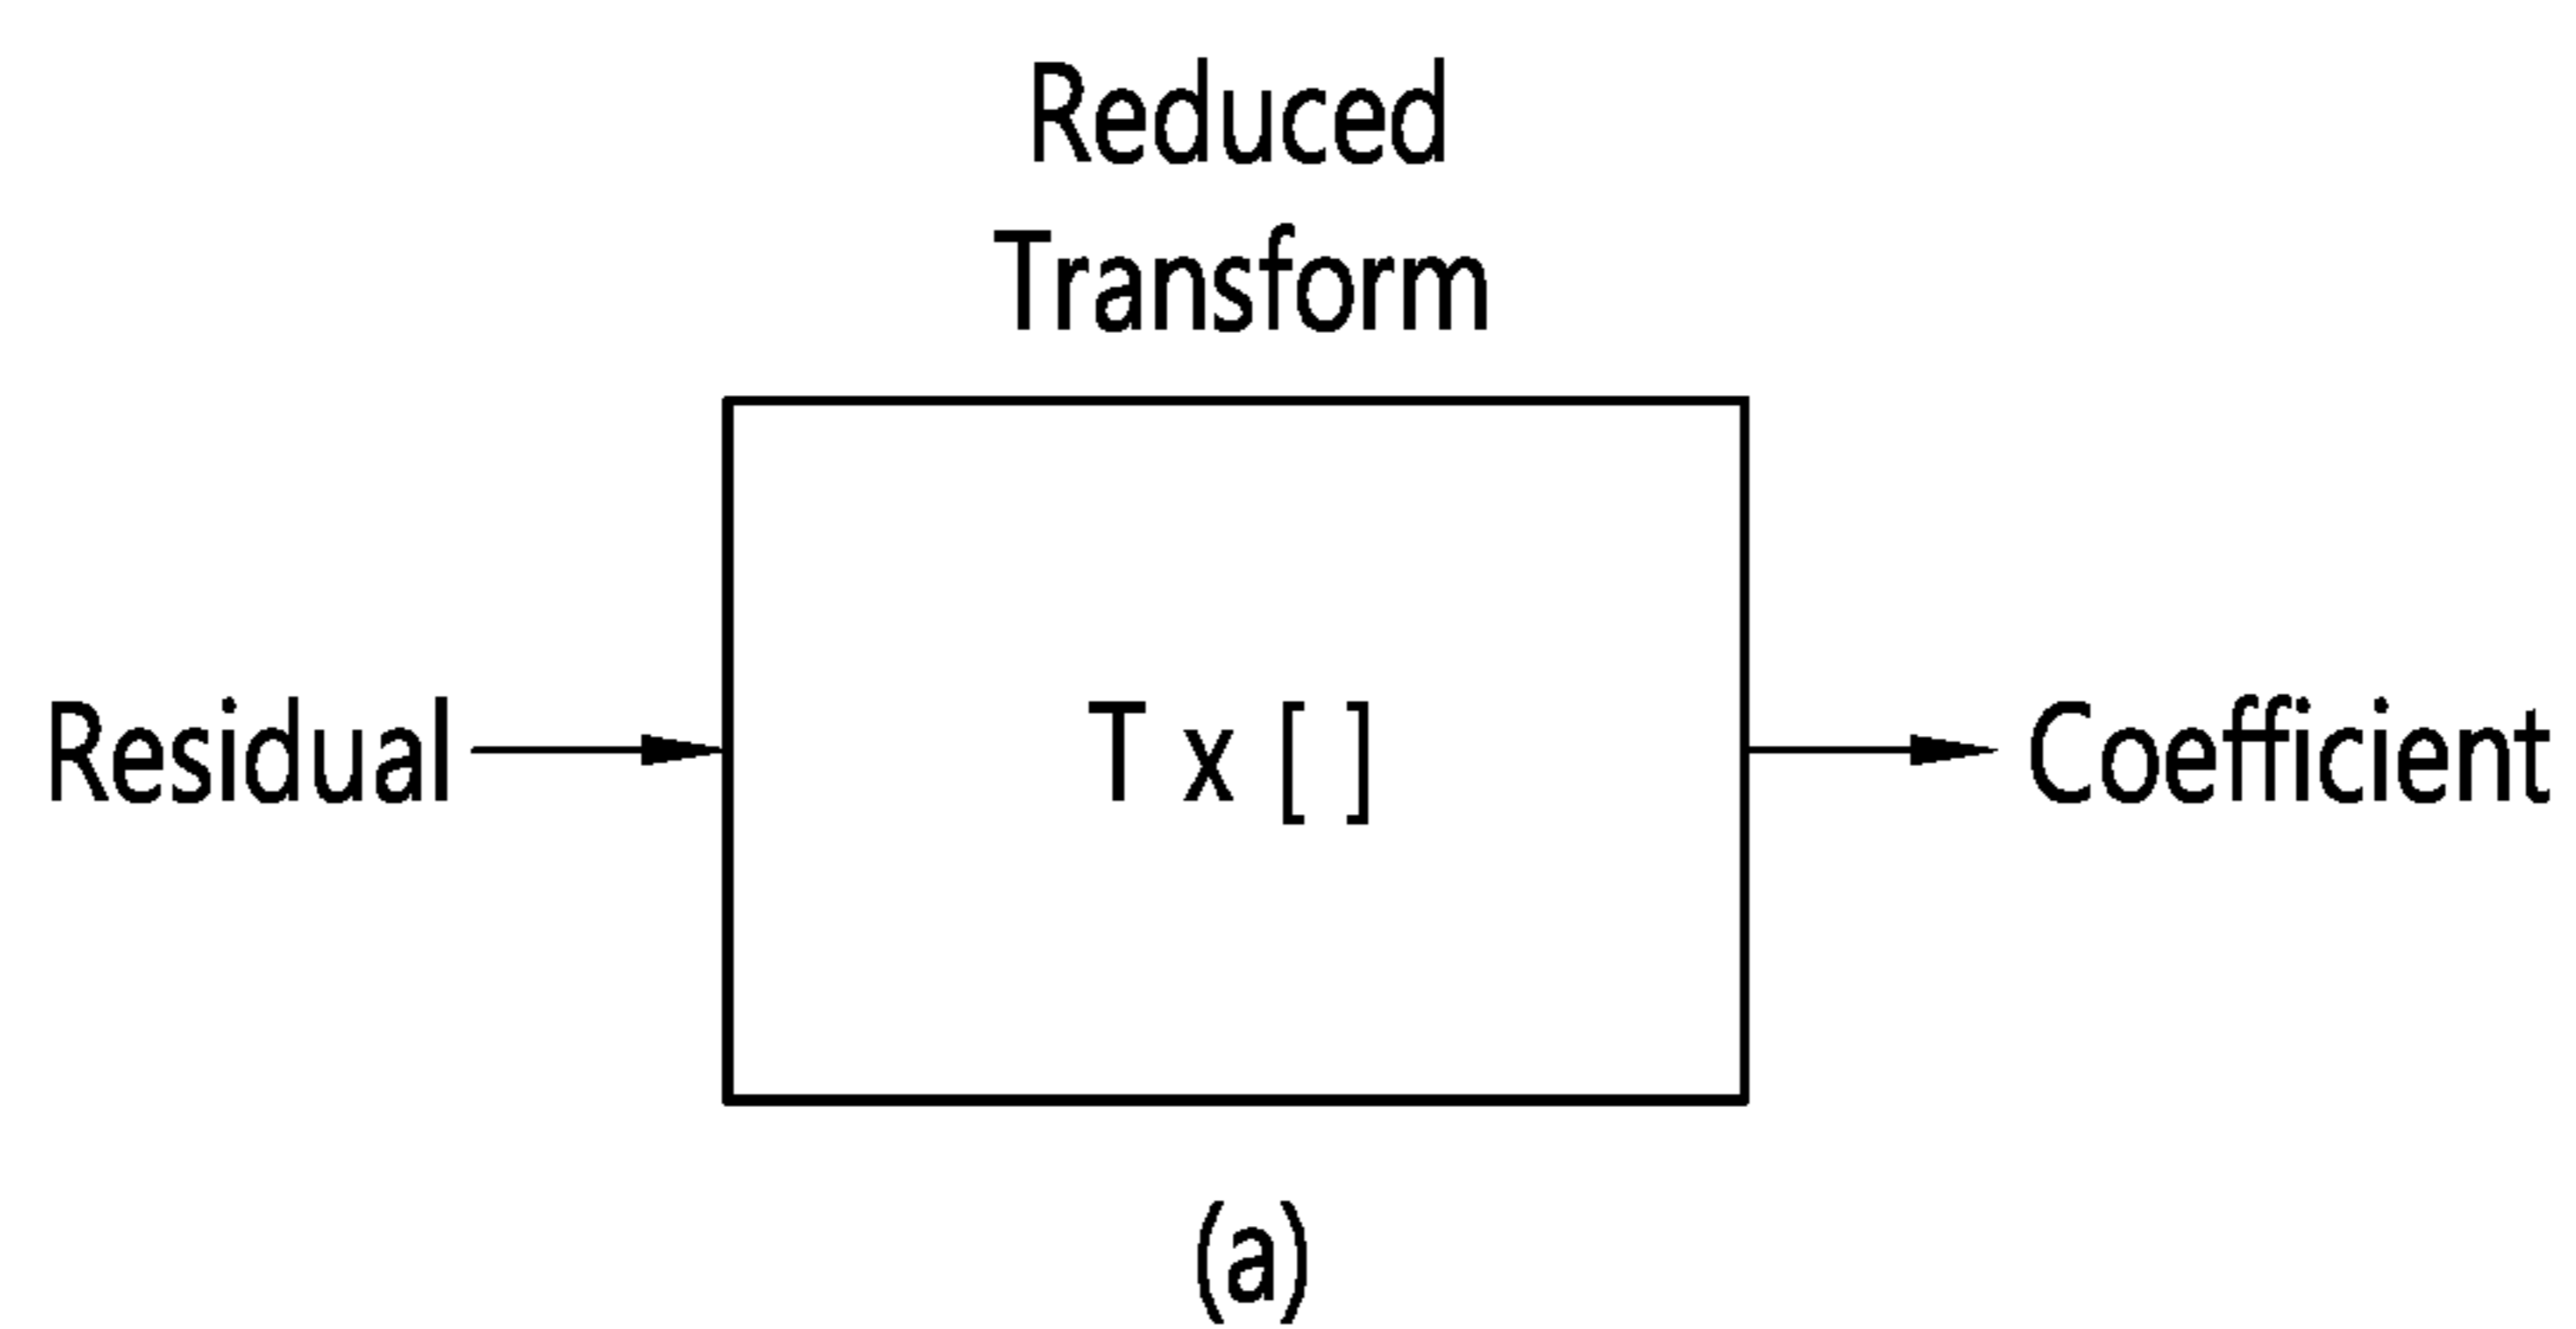 Reduced
Transform
Residual
T x [ ]
Coefficient
(a)